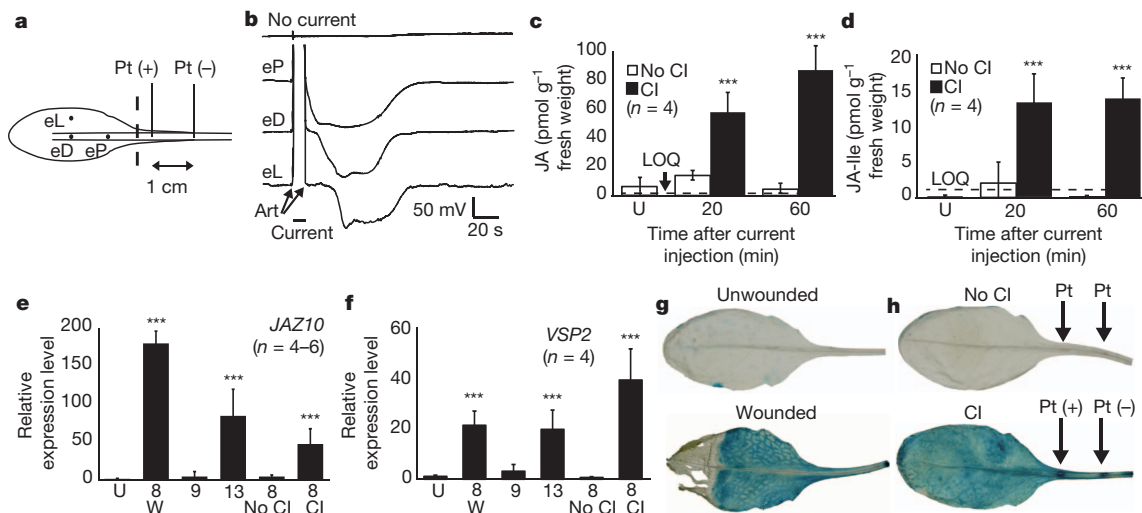 a
Pt (+) Pt (–)
eL
eD eP
1 cm
b
No current
eP
eD
eL
Art
Current
50 mV
20 s
c
JA (pmol g–1
fresh weight)
100
80
60
40
20
0
No CI
CI
(n = 4)
LOQ
***
***
U 20 60
Time after current
injection (min)
d
JA-Ile (pmol g–1
fresh weight)
20
15
10
5
0
No CI
CI
(n = 4)
LOQ
***
***
U 20 60
Time after current
injection (min)
e
Relative
expression level
200
150
100
50
0
JAZ10
(n = 4–6)
***
***
***
U 8 9 13 8 8
W No CI CI
f
Relative
expression level
60
40
20
0
VSP2
(n = 4)
***
***
***
U 8 9 13 8 8
W No CI CI
g
Unwounded
Wounded
h
No CI Pt Pt
CI Pt (+) Pt (–)